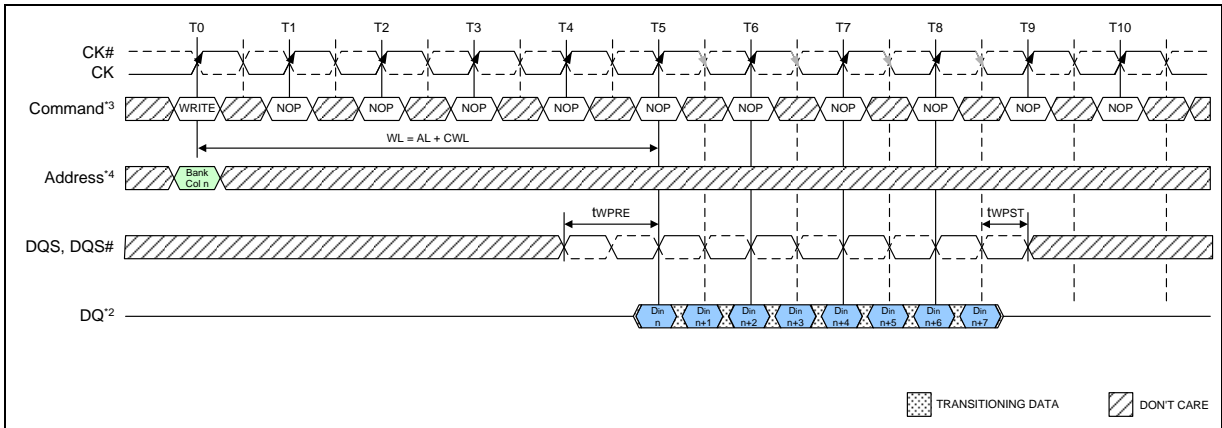 T0 T1 T2 T3 T4 T5 T6 T7 T8 T9 T10
CK#
CK
Command*3 WRITE NOP NOP NOP NOP NOP NOP NOP NOP NOP NOP
WL = AL + CWL
Address*4 Bank
Col n
tWPRE tWPST
DQS, DQS#
DQ*2 Din Din Din Din Din Din Din Din
n n+1 n+2 n+3 n+4 n+5 n+6 n+7
TRANSITIONING DATA DON'T CARE